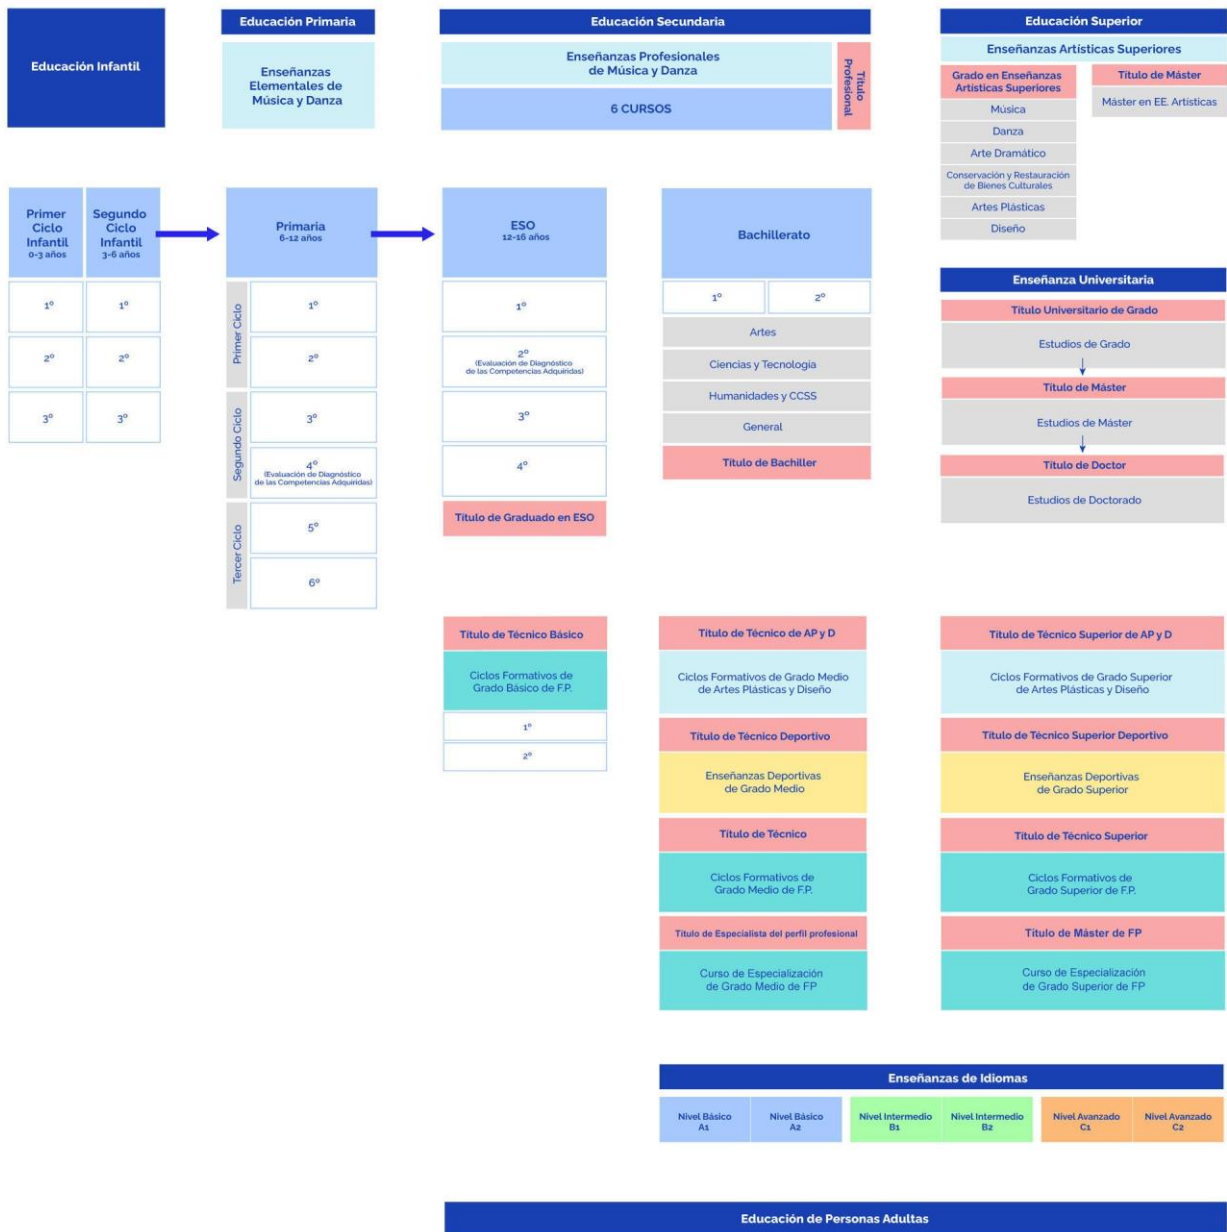 Educación Infantil
Educación Primaria
Enseñanzas
Elementales de
Música y Danza
Educación Secundaria
Enseñanzas Profesionales
de Música y Danza
6 CURSOS
Título
Profesional
Educación Superior
Enseñanzas Artísticas Superiores
Grado en Enseñanzas
Artísticas Superiores
Música
Danza
Arte Dramático
Conservación y Restauración
de Bienes Culturales
Artes Plásticas
Diseño
Título de Máster
Máster en EE. Artísticas
Primer
Ciclo
Infantil
0-3 años
1º
2º
3º
Segundo
Ciclo
Infantil
3-6 años
1º
2º
3º
Primaria
6-12 años
Primer Ciclo
1º
2º
Segundo Ciclo
3º
4º
(Evaluación de Diagnóstico
de las Competencias Adquiridas)
Tercer Ciclo
5º
6º
ESO
12-16 años
1º
2º
(Evaluación de Diagnóstico
de las Competencias Adquiridas)
3º
4º
Título de Graduado en ESO
Bachillerato
1º
2º
Artes
Ciencias y Tecnología
Humanidades y CCSS
General
Título de Bachiller
Enseñanza Universitaria
Título Universitario de Grado
Estudios de Grado
Título de Máster
Estudios de Máster
Título de Doctor
Estudios de Doctorado
Título de Técnico Básico
Ciclos Formativos de
Grado Básico de F.P.
1º
2º
Título de Técnico de AP y D
Ciclos Formativos de Grado Medio
de Artes Plásticas y Diseño
Título de Técnico Deportivo
Enseñanzas Deportivas
de Grado Medio
Título de Técnico
Ciclos Formativos de
Grado Medio de F.P.
Título de Especialista del perfil profesional
Curso de Especialización
de Grado Medio de FP
Título de Técnico Superior de AP y D
Ciclos Formativos de Grado Superior
de Artes Plásticas y Diseño
Título de Técnico Superior Deportivo
Enseñanzas Deportivas
de Grado Superior
Título de Técnico Superior
Ciclos Formativos de
Grado Superior de F.P.
Título de Máster de FP
Curso de Especialización
de Grado Superior de FP
Enseñanzas de Idiomas
Nivel Básico
A1
Nivel Básico
A2
Nivel Intermedio
B1
Nivel Intermedio
B2
Nivel Avanzado
C1
Nivel Avanzado
C2
Educación de Personas Adultas